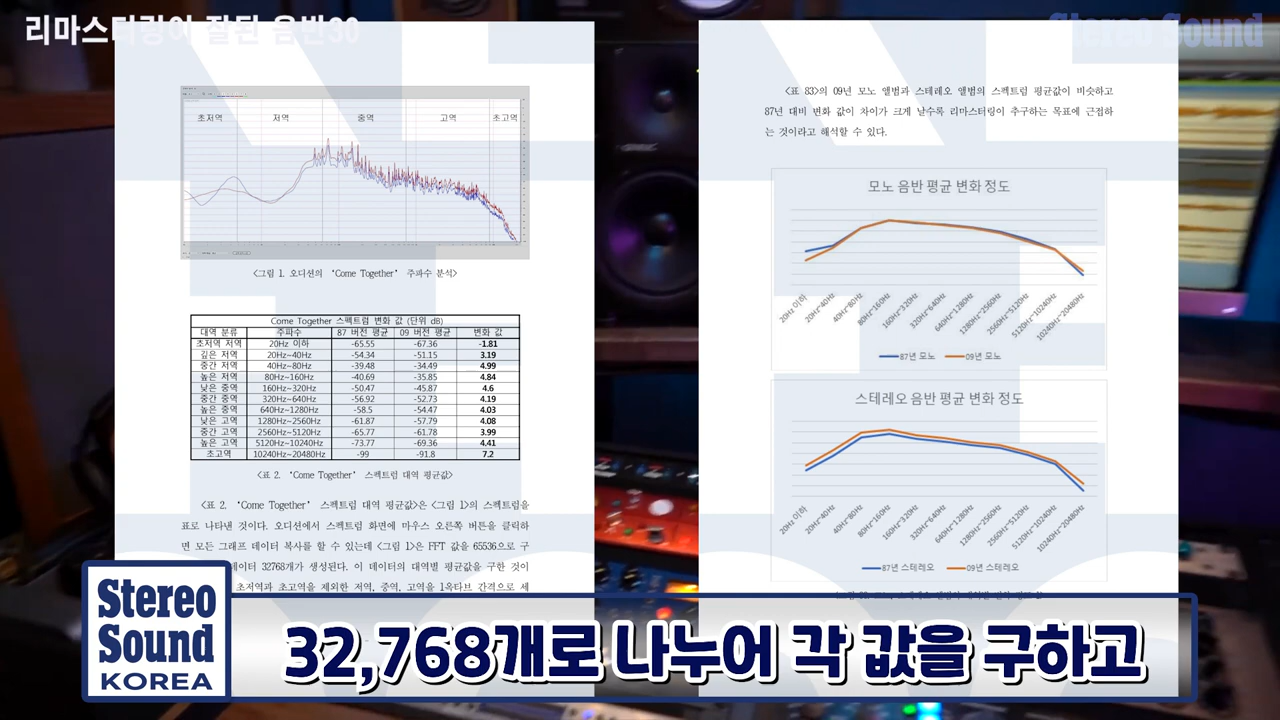 리마스터링이 잘된 음반30
Stereo Sound
초저역 저역 중역 고역 초고역
<그림 1. 오디션의 ‘Come Together’ 주파수 분석>
Come Together 스펙트럼 변화 값 (단위 dB)
대역 분류 주파수 87 버전 평균 09 버전 평균 변화 값
초저역 저역 20Hz 이하 -65.55 -67.36 -1.81
깊은 저역 20Hz~40Hz -54.34 -51.15 3.19
중간 저역 40Hz~80Hz -39.48 -34.49 4.99
높은 저역 80Hz~160Hz -40.69 -35.85 4.84
낮은 중역 160Hz~320Hz -50.47 -45.87 4.6
중간 중역 320Hz~640Hz -56.92 -52.73 4.19
높은 중역 640Hz~1280Hz -58.5 -54.47 4.03
낮은 고역 1280Hz~2560Hz -61.87 -57.79 4.08
중간 고역 2560Hz~5120Hz -65.77 -61.78 3.99
높은 고역 5120Hz~10240Hz -73.77 -69.36 4.41
초고역 10240Hz~20480Hz -99 -91.8 7.2
<표 2. ‘Come Together’ 스펙트럼 대역 평균값>
<표 2. ‘Come Together’ 스펙트럼 대역 평균값>은 <그림 1>의 스펙트럼을
표로 나타낸 것이다. 오디션에서 스펙트럼 화면에 마우스 오른쪽 버튼을 클릭하
면 모든 그래프 데이터 복사를 할 수 있는데 <그림 1>은 FFT 값을 65536으로 구
데이터 32768개가 생성된다. 이 데이터의 대역별 평균값을 구한 것이
초저역과 초고역을 제외한 저역, 중역, 고역을 1옥타브 간격으로 세
<표 83>의 09년 모노 앨범과 스테레오 앨범의 스펙트럼 평균값이 비슷하고
87년 대비 변화 값이 차이가 크게 날수록 리마스터링이 추구하는 목표에 근접하
는 것이라고 해석할 수 있다.
모노 음반 평균 변화 정도
20Hz 이하 20Hz~40Hz 40Hz~80Hz 80Hz~160Hz 160Hz~320Hz 320Hz~640Hz 640Hz~1280Hz 1280Hz~2560Hz 2560Hz~5120Hz 5120Hz~10240Hz 10240Hz~20480Hz
87년 모노 09년 모노
스테레오 음반 평균 변화 정도
20Hz 이하 20Hz~40Hz 40Hz~80Hz 80Hz~160Hz 160Hz~320Hz 320Hz~640Hz 640Hz~1280Hz 1280Hz~2560Hz 2560Hz~5120Hz 5120Hz~10240Hz 10240Hz~20480Hz
87년 스테레오 09년 스테레오
Stereo
Sound
KOREA
32,768개로 나누어 각 값을 구하고